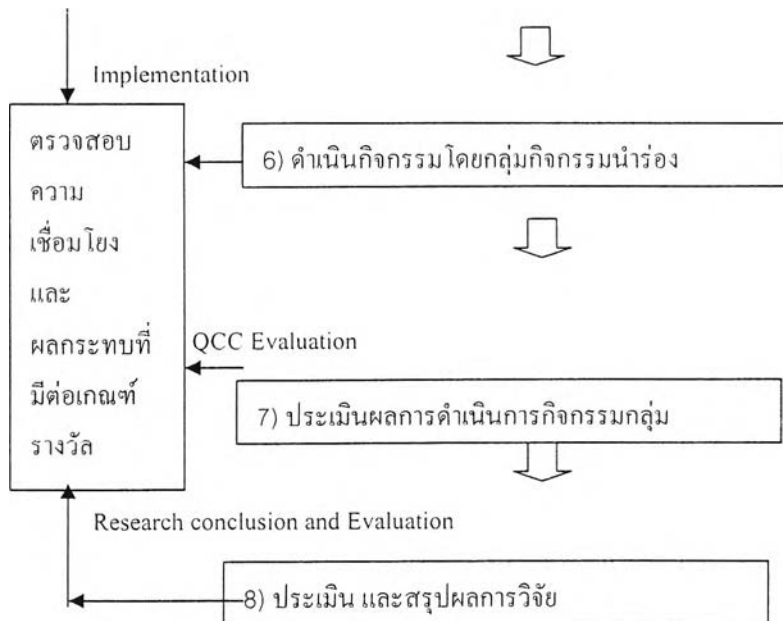 Implementation
ตรวจสอบ
ความ
เชื่อมโยง
และ
ผลกระทบที่
มีต่อเกณฑ์
รางวัล
6) ดำเนินกิจกรรมโดยกลุ่มกิจกรรมนำร่อง
QCC Evaluation
7) ประเมินผลการดำเนินการกิจกรรมกลุ่ม
Research conclusion and Evaluation
8) ประเมิน และสรุปผลการวิจัย